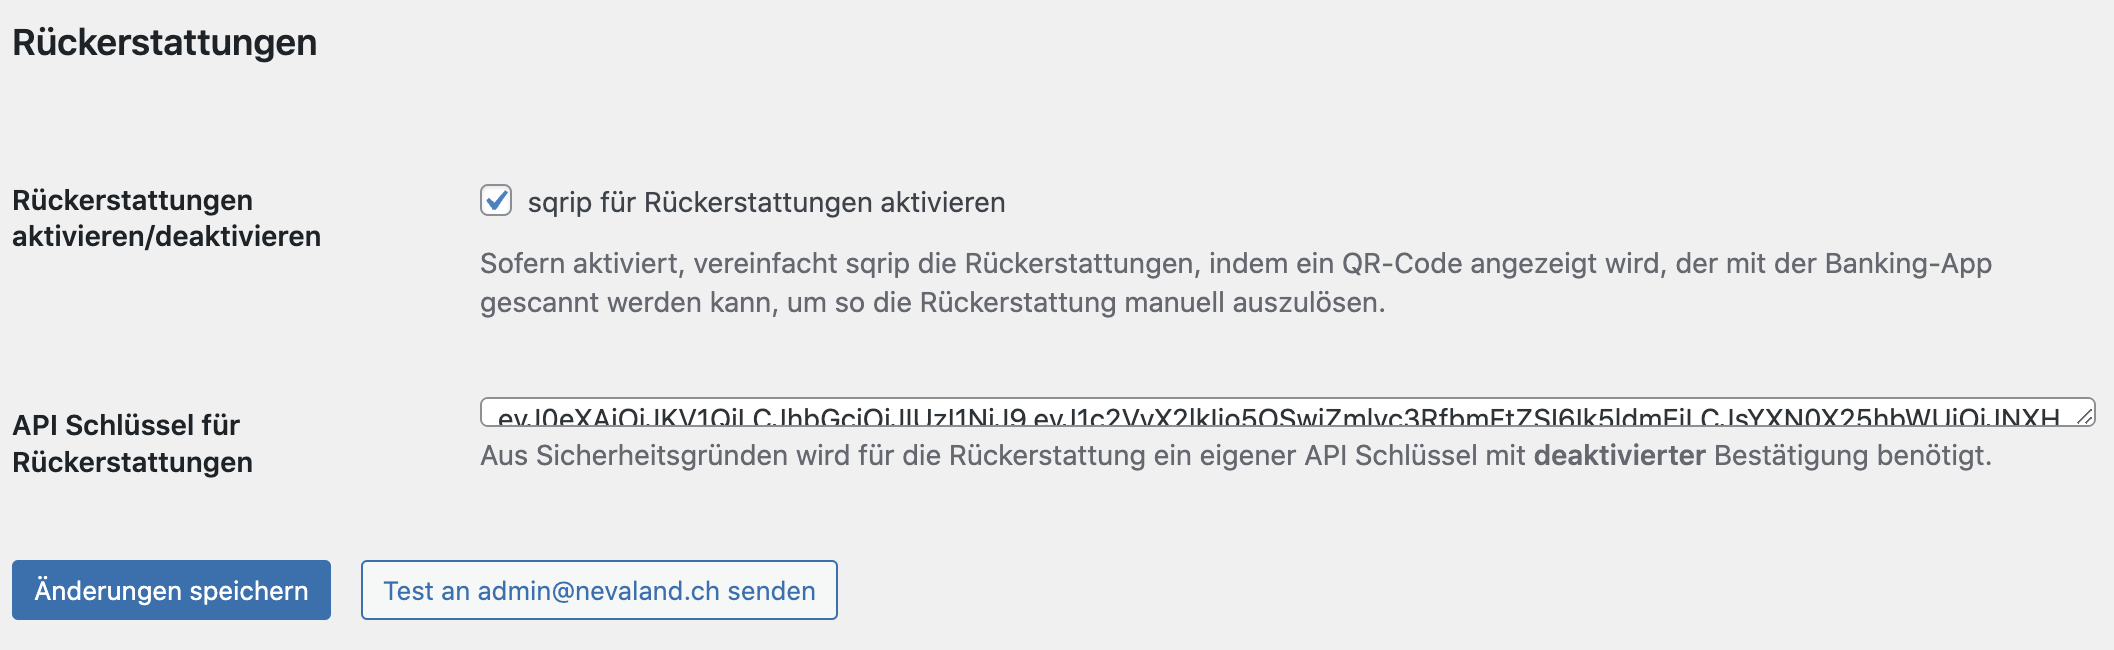 Rückerstattungen
Rückerstattungen
aktivieren/deaktivieren
sqrip für Rückerstattungen aktivieren
Sofern aktiviert, vereinfacht sqrip die Rückerstattungen, indem ein QR-Code angezeigt wird, der mit der Banking-App
gescannt werden kann, um so die Rückerstattung manuell auszulösen.
API Schlüssel für
Rückerstattungen
Aus Sicherheitsgründen wird für die Rückerstattung ein eigener API Schlüssel mit deaktivierter Bestätigung benötigt.
Änderungen speichern
Test an admin@nevaland.ch senden